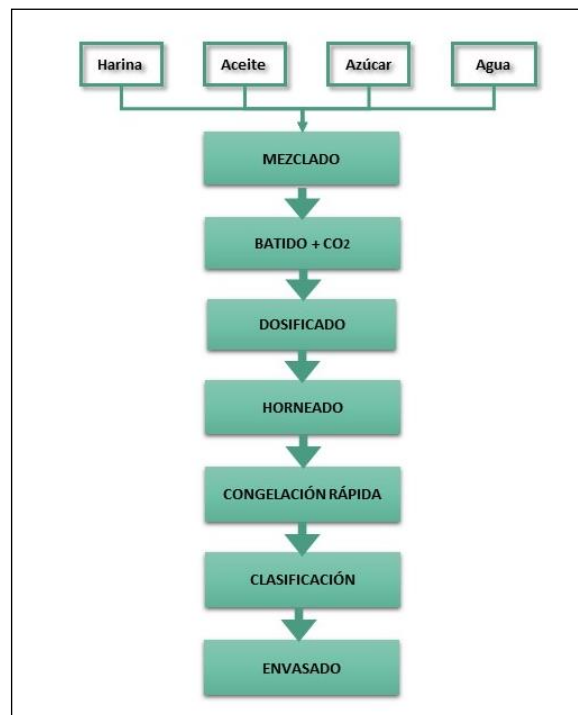 Harina
Aceite
Azúcar
Agua
MEZCLADO
BATIDO + CO2
DOSIFICADO
HORNEADO
CONGELACIÓN RÁPIDA
CLASIFICACIÓN
ENVASADO